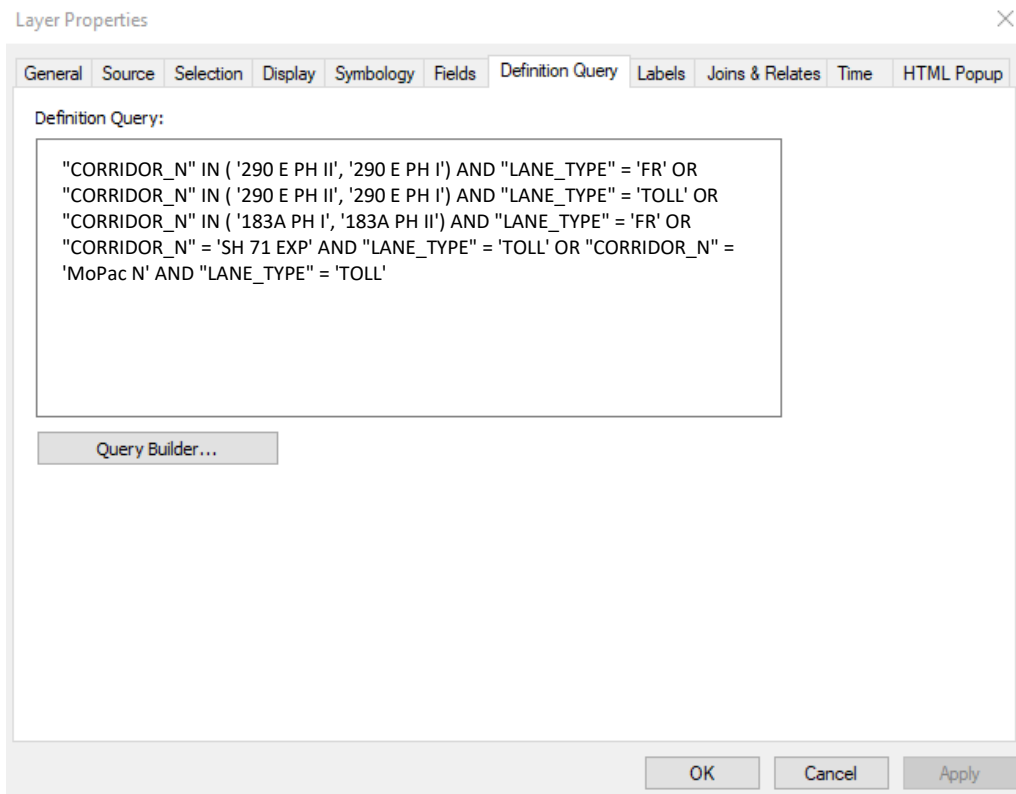 Layer Properties
General Source Selection Display Symbology Fields Definition Query Labels Joins & Relates Time HTML Popup
Definition Query:
"CORRIDOR_N" IN ( '290 E PH II', '290 E PH I') AND "LANE_TYPE" = 'FR' OR
"CORRIDOR_N" IN ( '290 E PH II', '290 E PH I') AND "LANE_TYPE" = 'TOLL' OR
"CORRIDOR_N" IN ( '183A PH I', '183A PH II') AND "LANE_TYPE" = 'FR' OR
"CORRIDOR_N" = 'SH 71 EXP' AND "LANE_TYPE" = 'TOLL' OR "CORRIDOR_N" =
'MoPac N' AND "LANE_TYPE" = 'TOLL'
Query Builder...
OK Cancel Apply